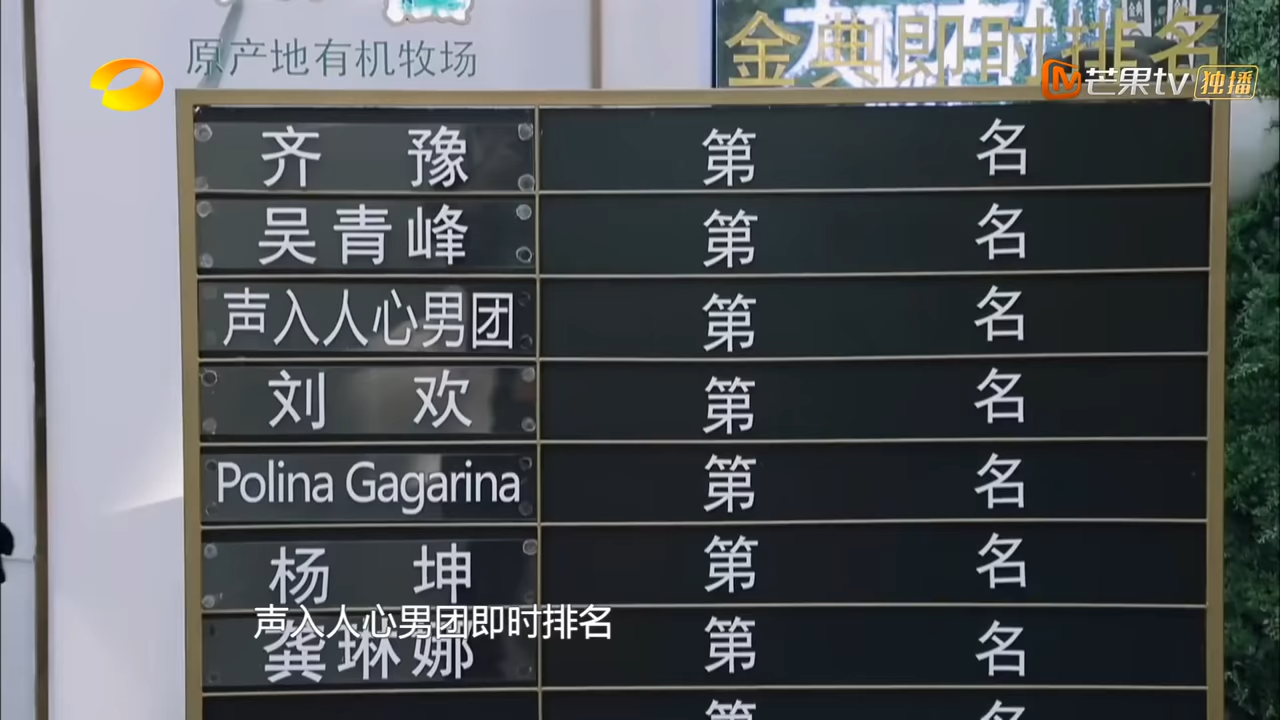 原产地有机牧场
金典即时排名
芒果tv 独播
齐豫 第 名
吴青峰 第 名
声入人心男团 第 名
刘欢 第 名
Polina Gagarina 第 名
杨坤 第 名
声入人心男团即时排名
龚琳娜 第 名
第 名